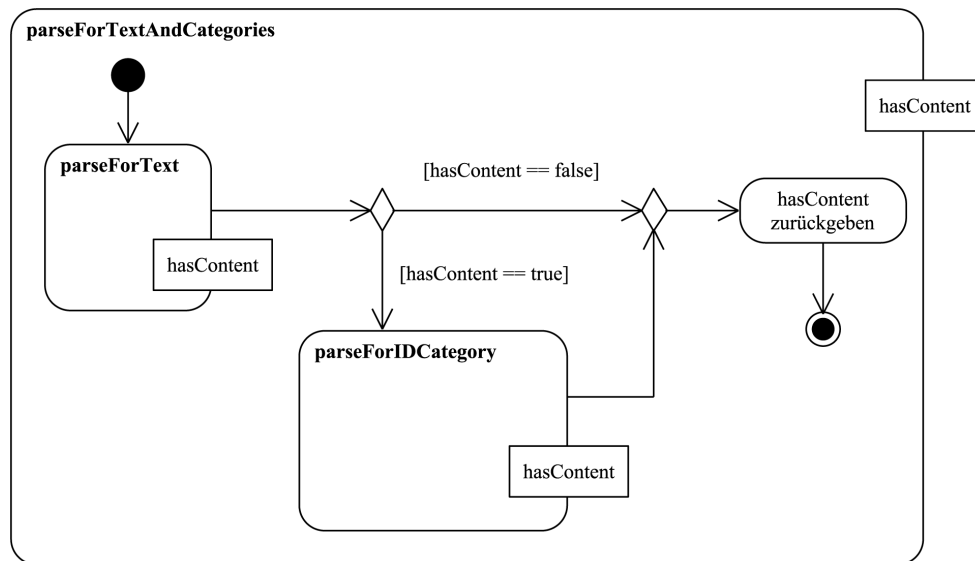 parseForTextAndCategories
hasContent
parseForText
[hasContent == false]
hasContent
zurückgeben
hasContent
[hasContent == true]
parseForIDCategory
hasContent